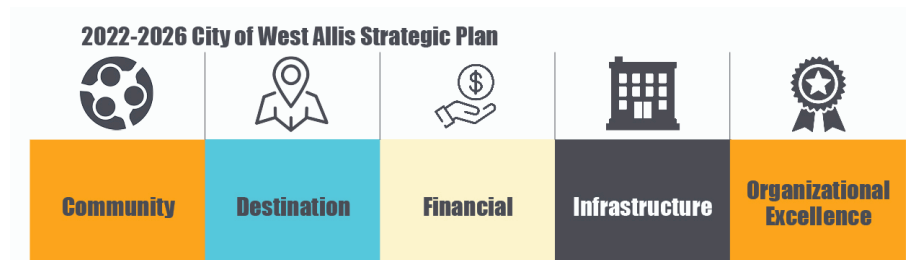 2022-2026 City of West Allis Strategic Plan
$
Community
Destination
Financial
Infrastructure
Organizational
Excellence